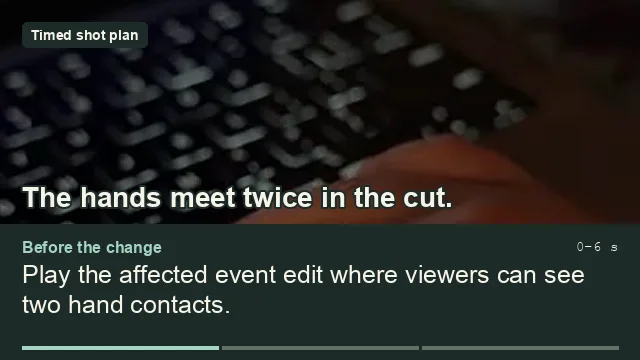 Timed shot plan
The hands meet twice in the cut.
Before the change
0–6 s
Play the affected event edit where viewers can see
two hand contacts.